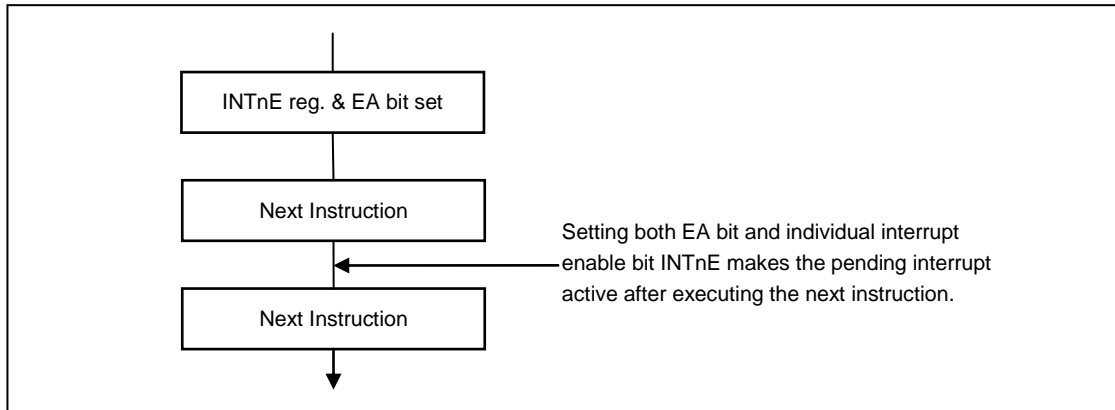 INTnE reg. & EA bit set
Next Instruction
Setting both EA bit and individual interrupt
enable bit INTnE makes the pending interrupt
active after executing the next instruction.
Next Instruction